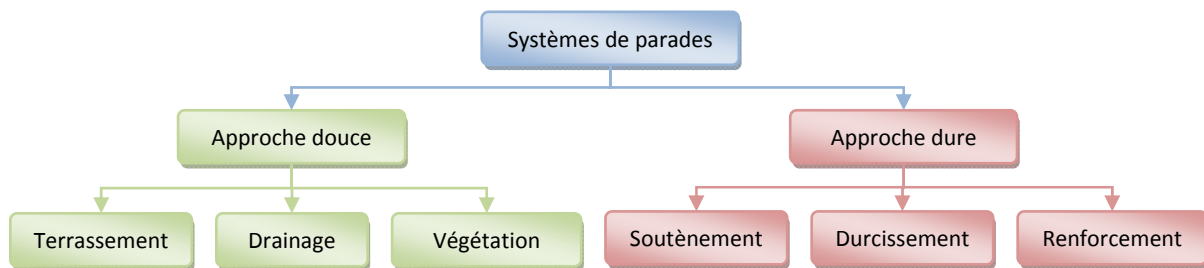 Systèmes de parades
Approche douce
Approche dure
Terrassement
Drainage
Végétation
Soutènement
Durcissement
Renforcement